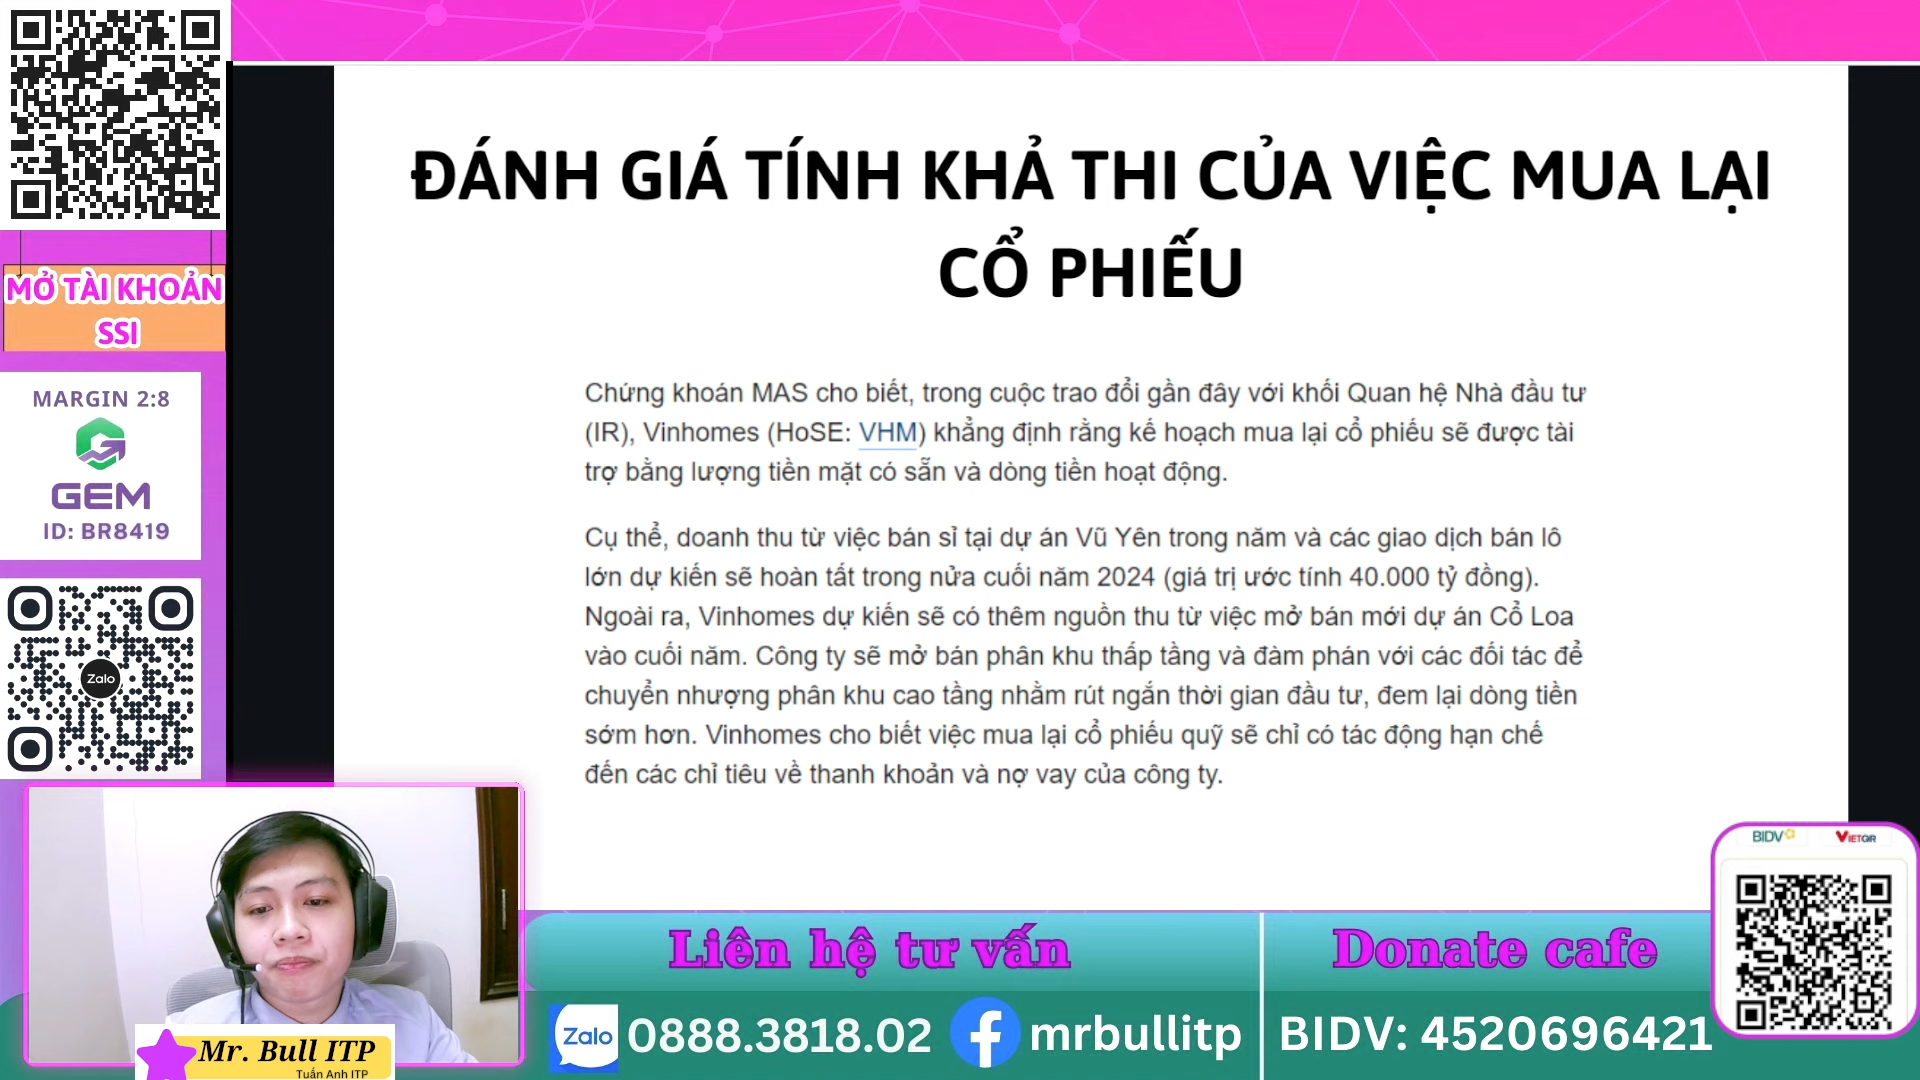 ĐÁNH GIÁ TÍNH KHẢ THI CỦA VIỆC MUA LẠI
CỔ PHIẾU
Chứng khoán MAS cho biết, trong cuộc trao đổi gần đây với khối Quan hệ Nhà đầu tư
(IR), Vinhomes (HoSE: VHM) khẳng định rằng kế hoạch mua lại cổ phiếu sẽ được tài
trợ bằng lượng tiền mặt có sẵn và dòng tiền hoạt động.
Cụ thể, doanh thu từ việc bán sỉ tại dự án Vũ Yên trong năm và các giao dịch bán lô
lớn dự kiến sẽ hoàn tất trong nửa cuối năm 2024 (giá trị ước tính 40.000 tỷ đồng).
Ngoài ra, Vinhomes dự kiến sẽ có thêm nguồn thu từ việc mở bán mới dự án Cổ Loa
vào cuối năm. Công ty sẽ mở bán phân khu thấp tầng và đàm phán với các đối tác để
chuyển nhượng phân khu cao tầng nhằm rút ngắn thời gian đầu tư, đem lại dòng tiền
sớm hơn. Vinhomes cho biết việc mua lại cổ phiếu quỹ sẽ chỉ có tác động hạn chế
đến các chỉ tiêu về thanh khoản và nợ vay của công ty.
MỞ TÀI KHOẢN
SSI
MARGIN 2:8
GEM
ID: BR8419
Zalo
Mr. Bull ITP
Tuấn Anh ITP
Liên hệ tư vấn
Zalo 0888.3818.02 mrbullitp
Donate cafe
BIDV: 4520696421
BIDV VIETQR